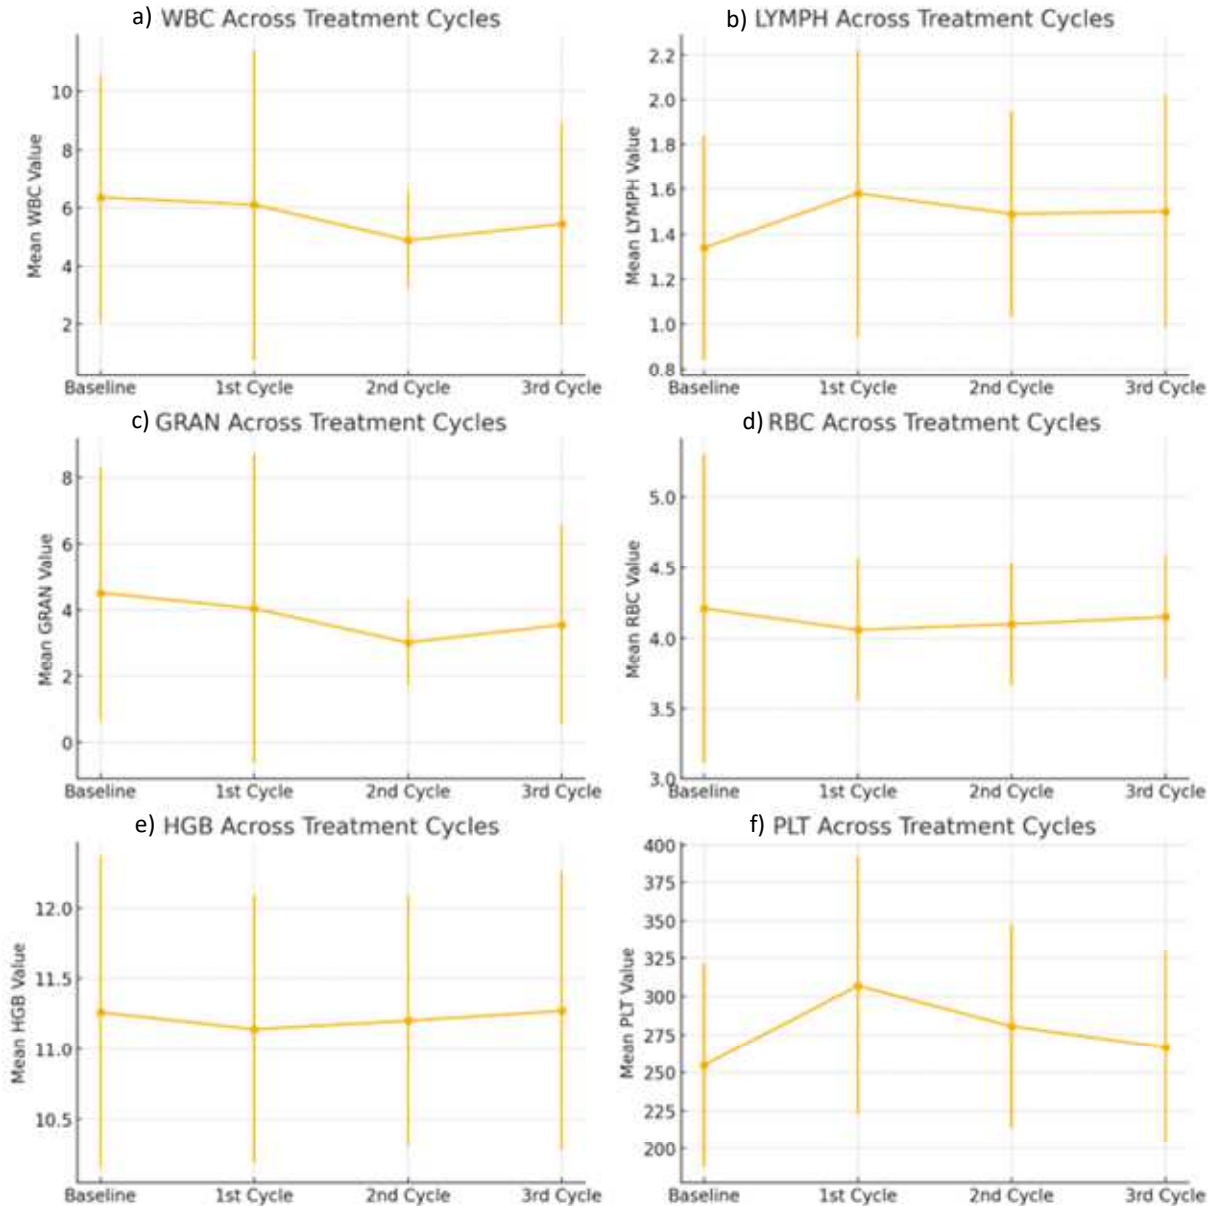 a) WBC Across Treatment Cycles
Mean WBC Value
10
8
6
4
2
Baseline 1st Cycle 2nd Cycle 3rd Cycle
b) LYMPH Across Treatment Cycles
Mean LYMPH Value
2.2
2.0
1.8
1.6
1.4
1.2
1.0
0.8
Baseline 1st Cycle 2nd Cycle 3rd Cycle
c) GRAN Across Treatment Cycles
Mean GRAN Value
8
6
4
2
0
Baseline 1st Cycle 2nd Cycle 3rd Cycle
d) RBC Across Treatment Cycles
Mean RBC Value
5.0
4.5
4.0
3.5
3.0
Baseline 1st Cycle 2nd Cycle 3rd Cycle
e) HGB Across Treatment Cycles
Mean HGB Value
12.0
11.5
11.0
10.5
Baseline 1st Cycle 2nd Cycle 3rd Cycle
f) PLT Across Treatment Cycles
Mean PLT Value
400
375
350
325
300
275
250
225
200
Baseline 1st Cycle 2nd Cycle 3rd Cycle